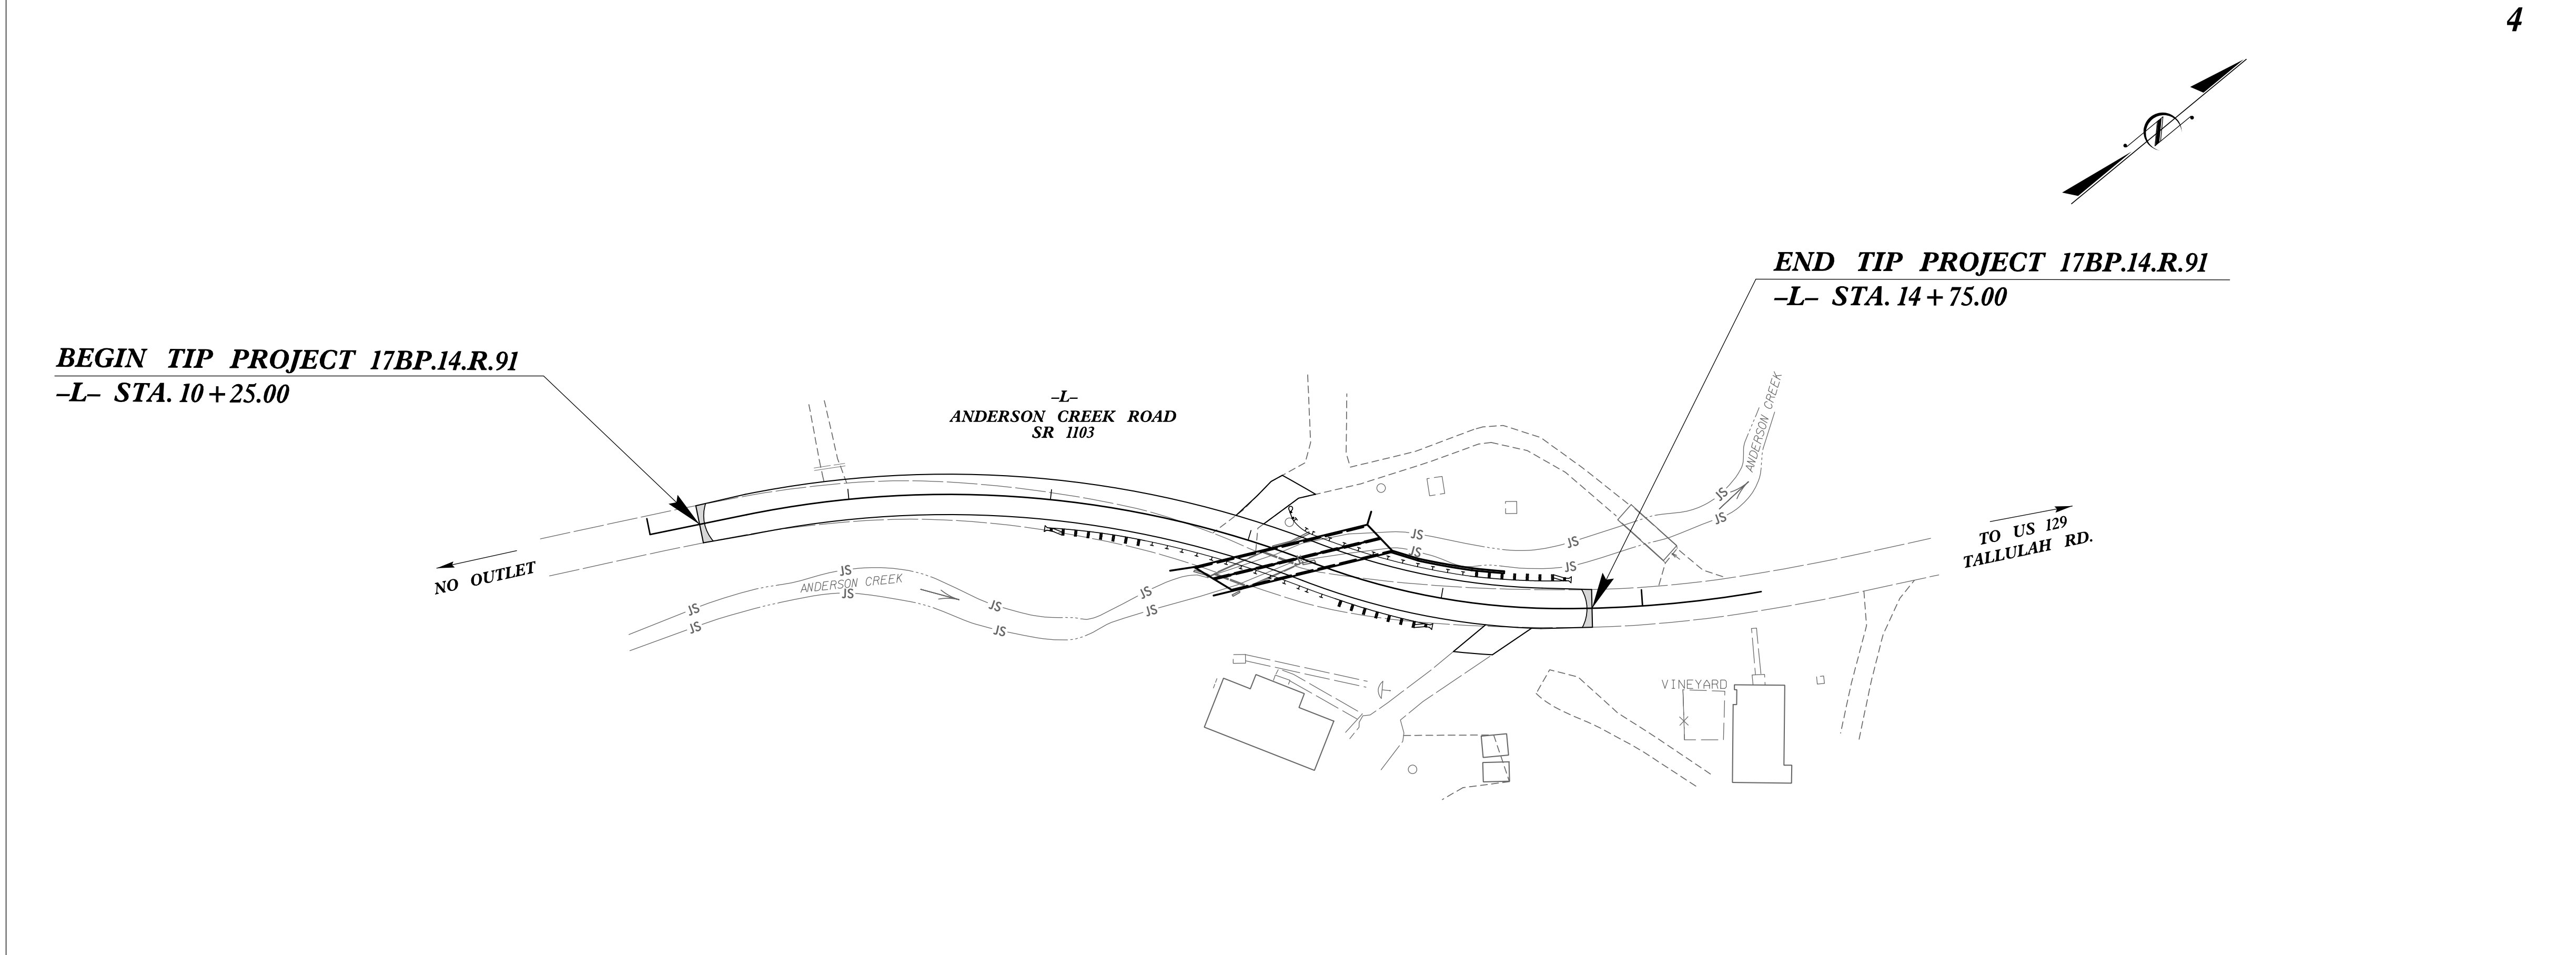 4
END TIP PROJECT 17BP.14.R.91
–L– STA. 14+75.00
BEGIN TIP PROJECT 17BP.14.R.91
–L– STA. 10+25.00
–L–
ANDERSON CREEK ROAD
SR 1103
ANDERSON CREEK
TO US 129
TALLULAH RD.
NO OUTLET
ANDERSON CREEK
JS
JS
JS
JS
JS
JS
JS
JS
JS
JS
JS
JS
JS
JS
VINEYARD